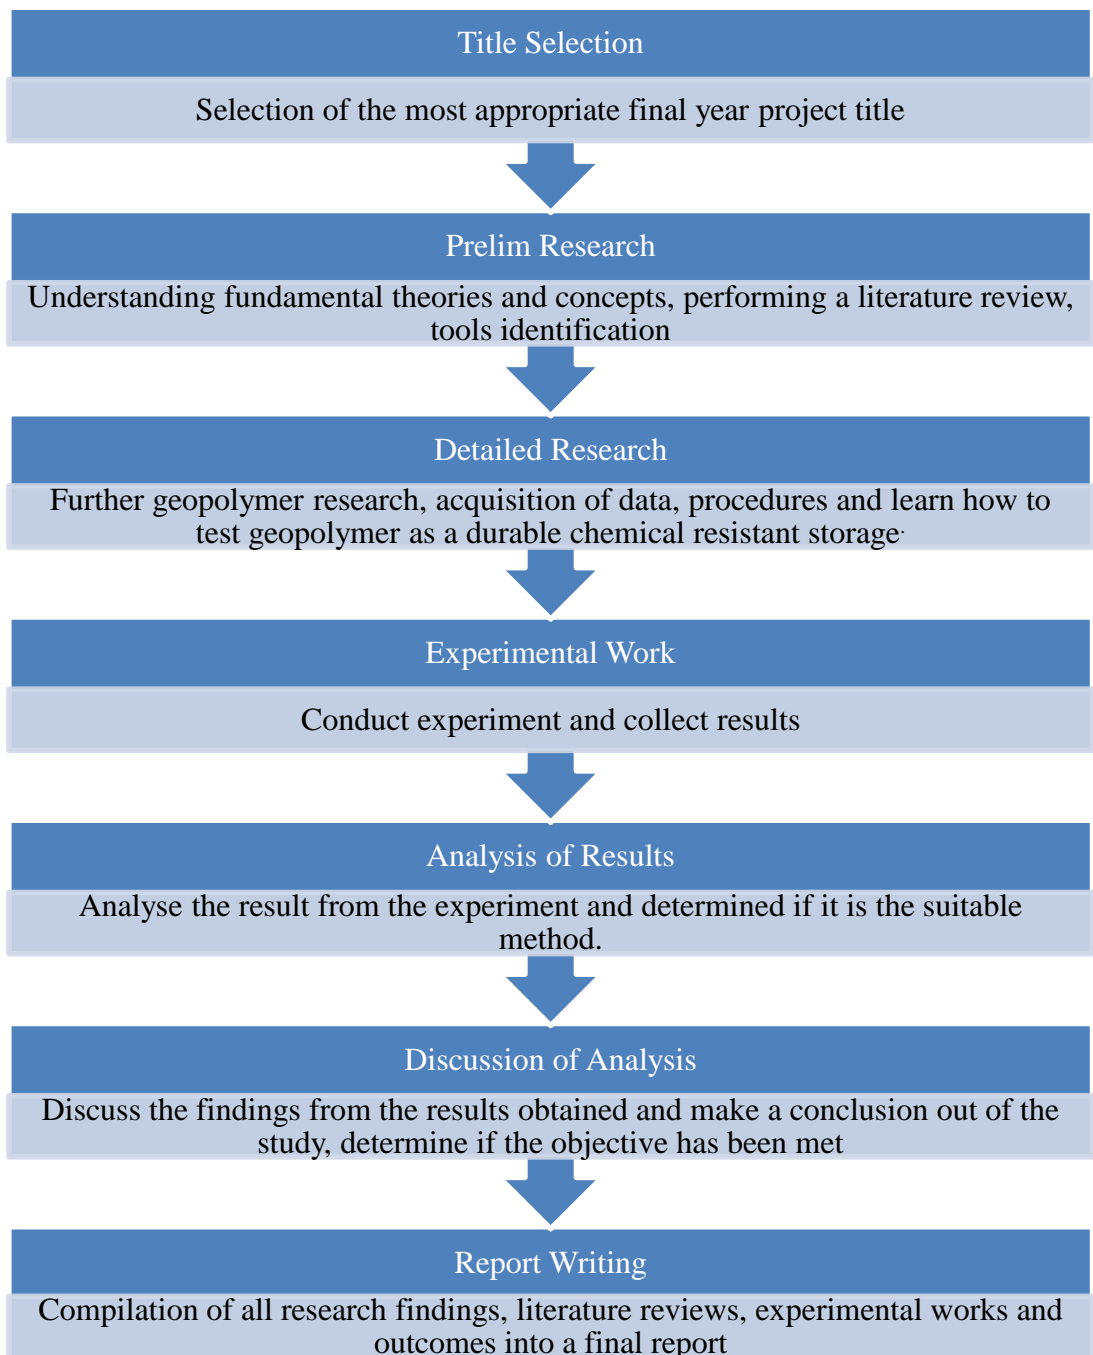 Title Selection
Selection of the most appropriate final year project title
Prelim Research
Understanding fundamental theories and concepts, performing a literature review,
tools identification
Detailed Research
Further geopolymer research, acquisition of data, procedures and learn how to
test geopolymer as a durable chemical resistant storage.
Experimental Work
Conduct experiment and collect results
Analysis of Results
Analyse the result from the experiment and determined if it is the suitable
method.
Discussion of Analysis
Discuss the findings from the results obtained and make a conclusion out of the
study, determine if the objective has been met
Report Writing
Compilation of all research findings, literature reviews, experimental works and
outcomes into a final report